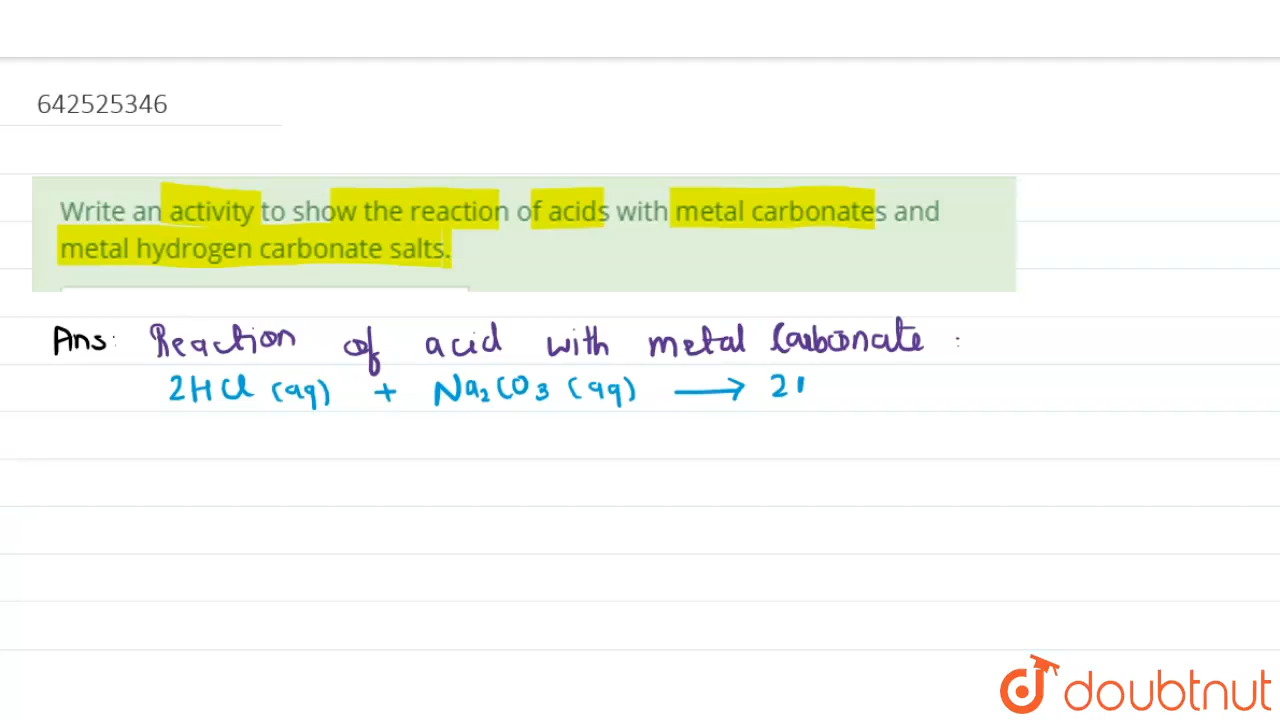 642525346
Write an activity to show the reaction of acids with metal carbonates and
metal hydrogen carbonate salts.
Ans: Reaction of acid with metal Carbonate :
2HCl (aq) + Na₂CO₃ (aq) ⟶ 2
doubtnut